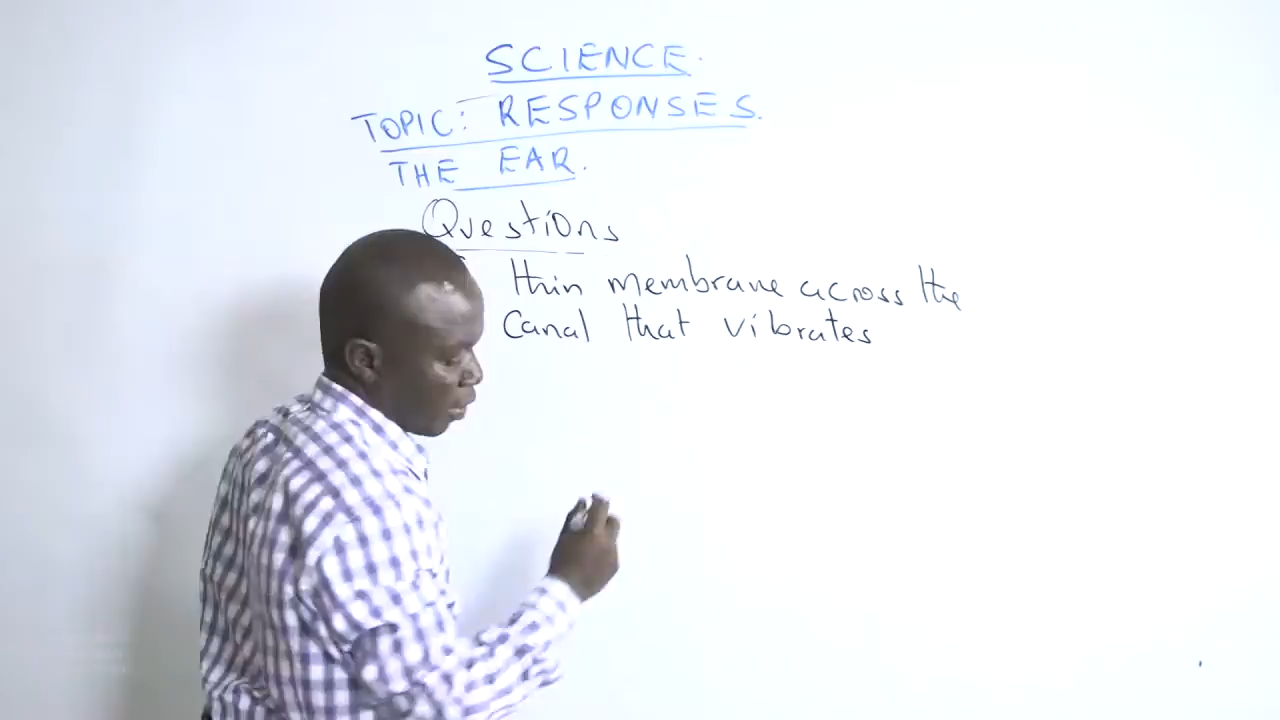 SCIENCE.
TOPIC: RESPONSES.
THE EAR.
Questions
thin membrane across the
Canal that vibrates